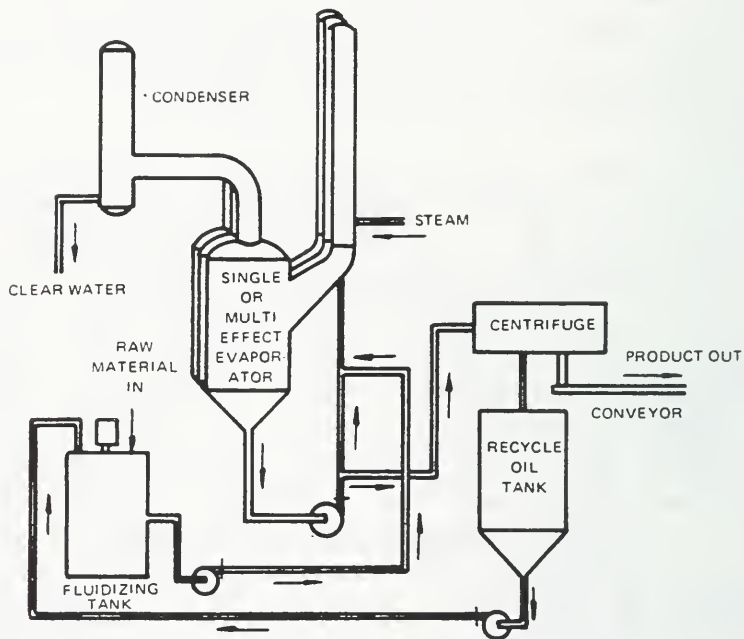 CONDENSER
STEAM
CLEAR WATER
SINGLE
OR
MULTI
EFFECT
EVAPOR-
ATOR
RAW
MATERIAL
IN
CENTRIFUGE
PRODUCT OUT
CONVEYOR
RECYCLE
OIL
TANK
FLUIDIZING
TANK